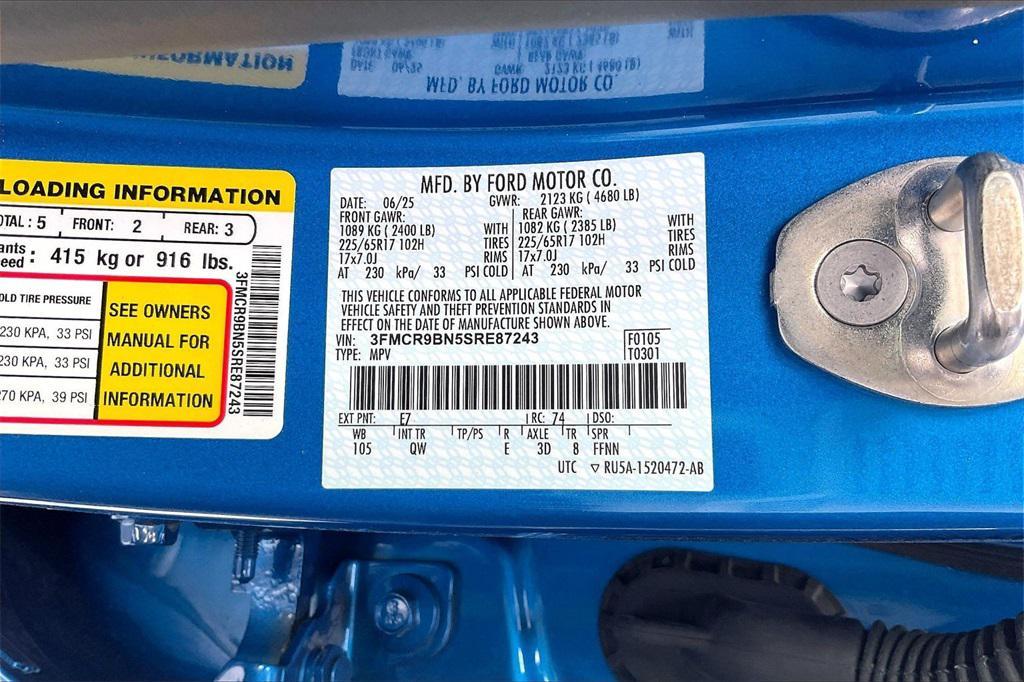 LOADING INFORMATION
TOTAL : 5 FRONT: 2 REAR: 3
415 kg or 916 lbs.
OLD TIRE PRESSURE
230 KPA, 33 PSI
230 KPA, 33 PSI
270 KPA, 39 PSI
SEE OWNERS
MANUAL FOR
ADDITIONAL
INFORMATION
3FMCR9BN5SRE87243
MFD. BY FORD MOTOR CO.
DATE: 06/25 GVWR: 2123 KG ( 4680 LB)
FRONT GAWR: REAR GAWR:
1089 KG ( 2400 LB) WITH 1082 KG ( 2385 LB) WITH
225/65R17 102H TIRES 225/65R17 102H TIRES
17x7.0J RIMS 17x7.0J RIMS
AT 230 kPa/ 33 PSI COLD AT 230 kPa/ 33 PSI COLD
THIS VEHICLE CONFORMS TO ALL APPLICABLE FEDERAL MOTOR
VEHICLE SAFETY AND THEFT PREVENTION STANDARDS IN
EFFECT ON THE DATE OF MANUFACTURE SHOWN ABOVE.
VIN: 3FMCR9BN5SRE87243 F0105
TYPE: MPV T0301
EXT PNT: E7 RC: 74 DSO:
WB INT TR TP/PS R AXLE TR SPR
105 QW E 3D 8 FFNN
UTC ▽ RU5A-1520472-AB